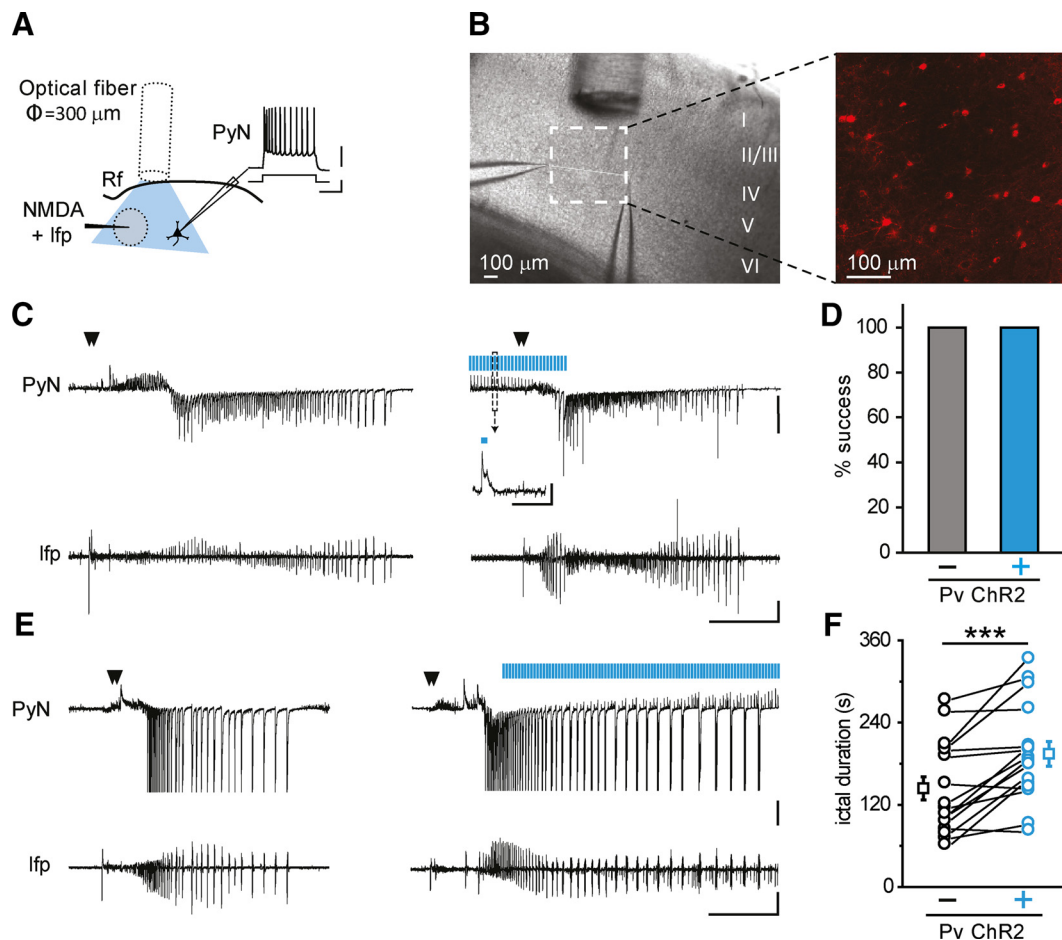 A
Optical fiber
Φ=300 µm
PyN
Rf
NMDA
+ lfp
B
I
II/III
IV
V
VI
100 µm
100 µm
C
PyN
lfp
D
% success
100
80
60
40
20
0
− +
Pv ChR2
E
PyN
lfp
F
ictal duration (s)
360
240
120
0
***
− +
Pv ChR2